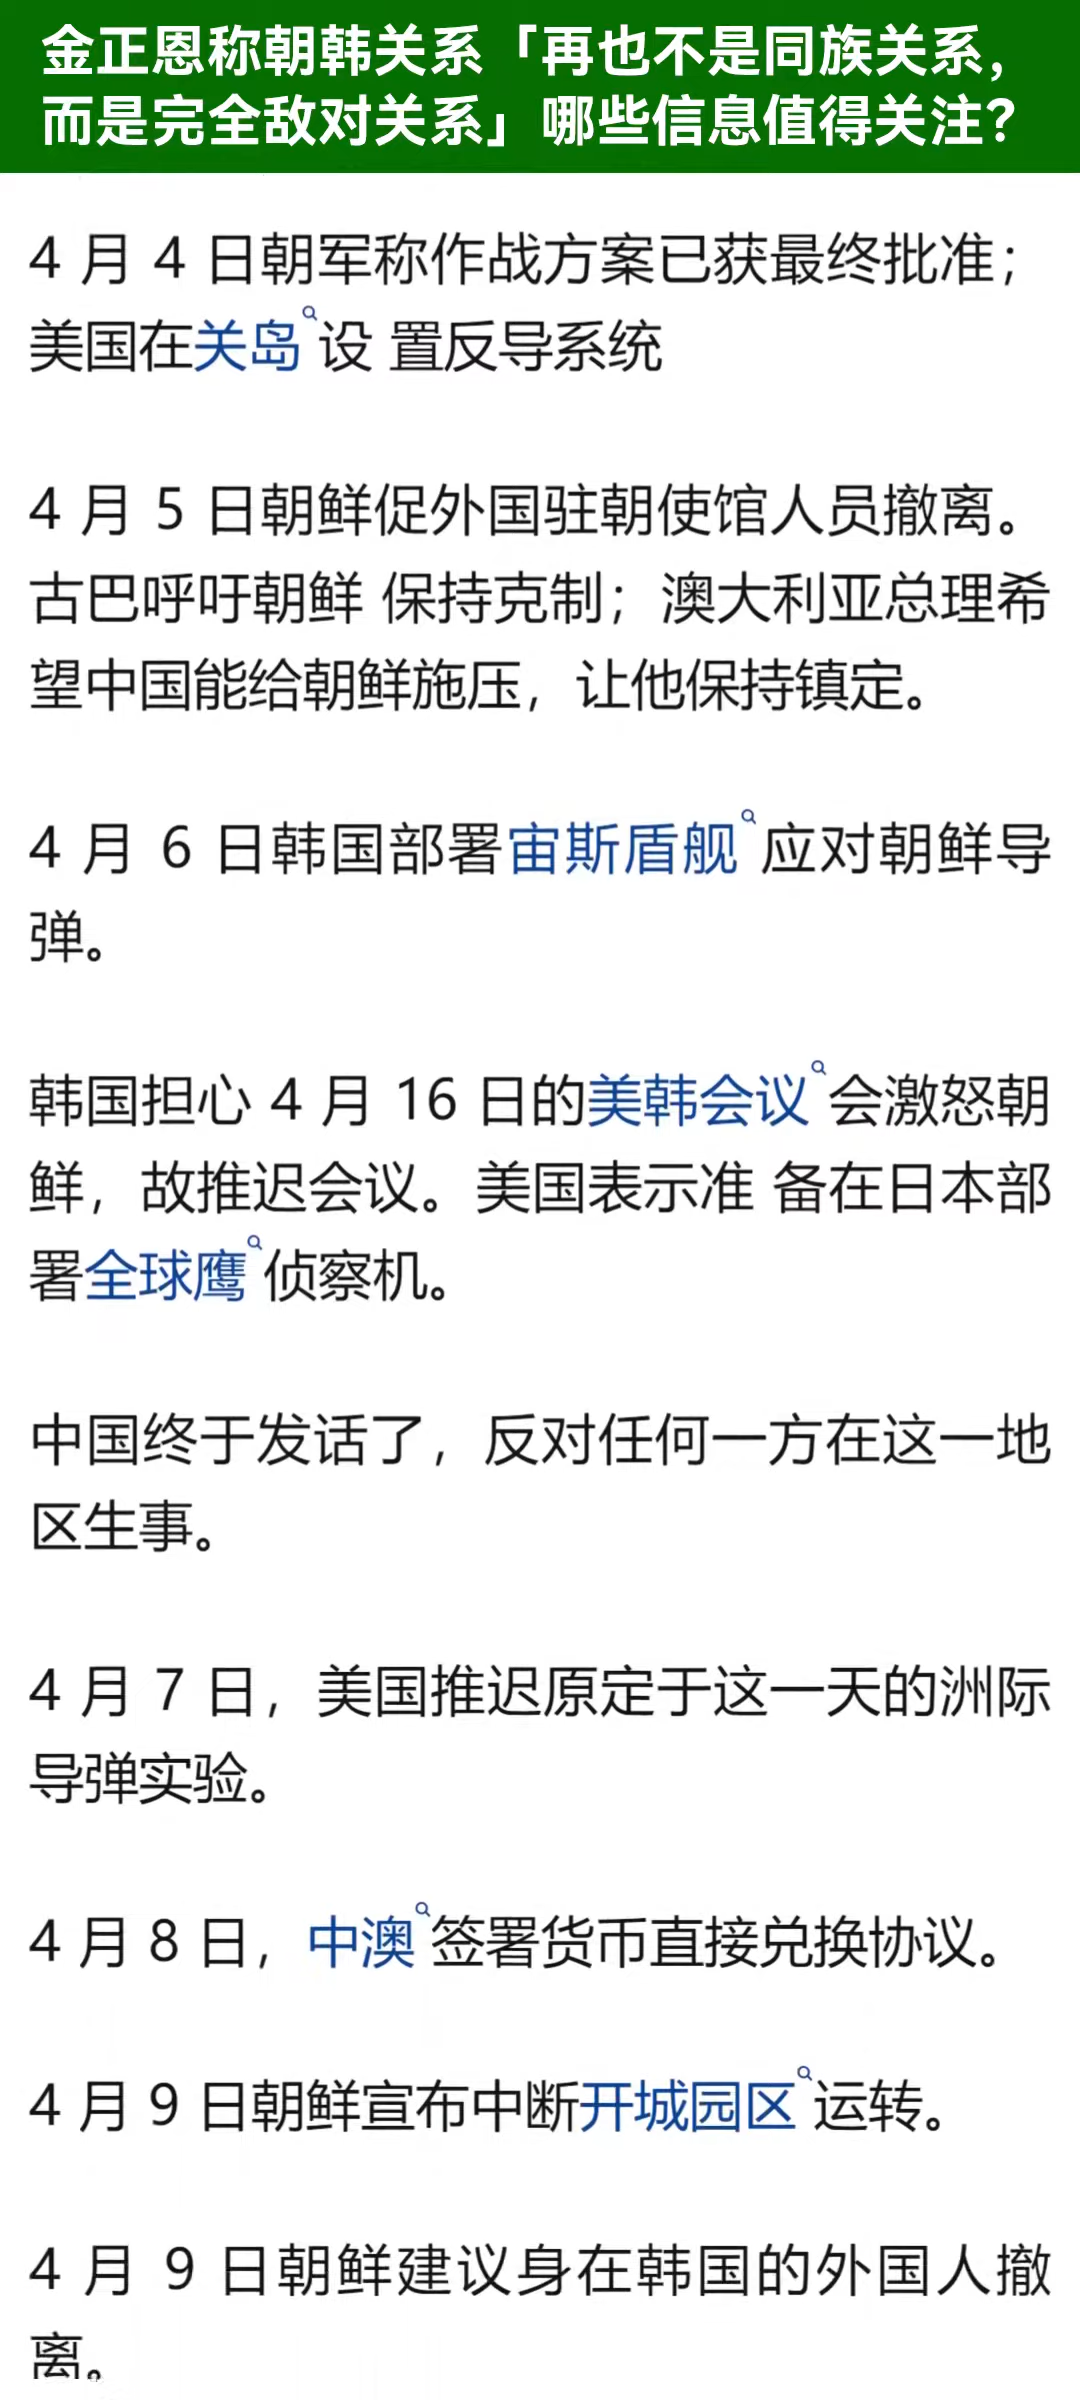 金正恩称朝韩关系「再也不是同族关系,
而是完全敌对关系」哪些信息值得关注?
4 月 4 日朝军称作战方案已获最终批准；
美国在关岛设 置反导系统
4 月 5 日朝鲜促外国驻朝使馆人员撤离。
古巴呼吁朝鲜 保持克制；澳大利亚总理希
望中国能给朝鲜施压，让他保持镇定。
4 月 6 日韩国部署宙斯盾舰应对朝鲜导
弹。
韩国担心 4 月 16 日的美韩会议会激怒朝
鲜，故推迟会议。美国表示准 备在日本部
署全球鹰侦察机。
中国终于发话了，反对任何一方在这一地
区生事。
4 月 7 日，美国推迟原定于这一天的洲际
导弹实验。
4 月 8 日，中澳签署货币直接兑换协议。
4 月 9 日朝鲜宣布中断开城园区运转。
4 月 9 日朝鲜建议身在韩国的外国人撤
离。